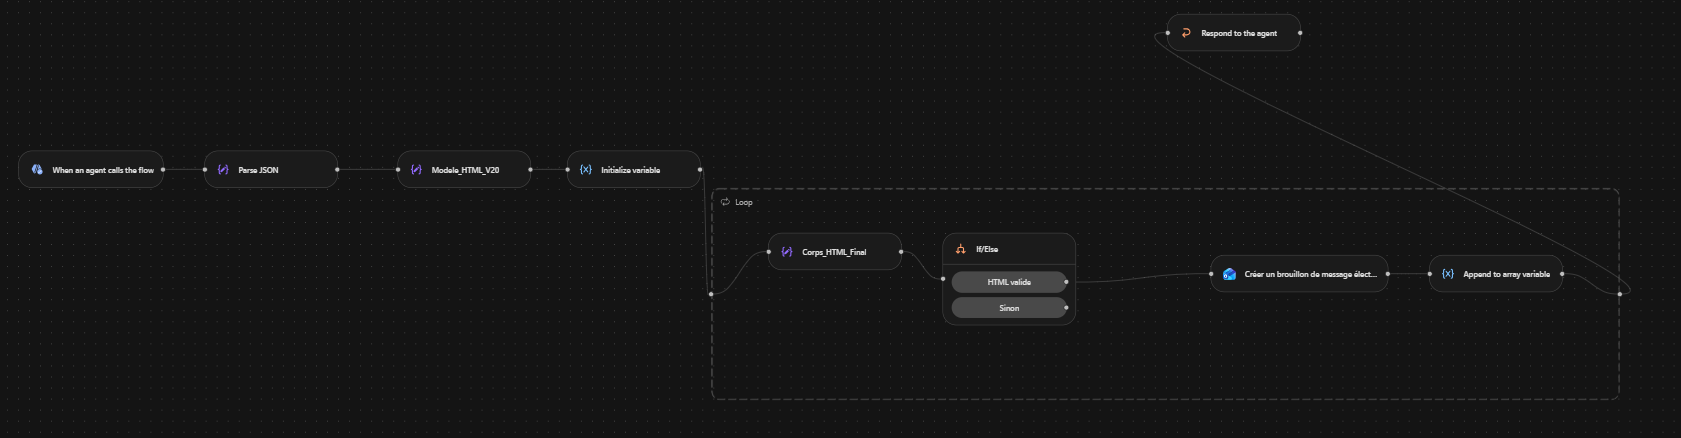 Respond to the agent
When an agent calls the flow
Parse JSON
Modele_HTML_V20
Initialize variable
Loop
Corps_HTML_Final
If/Else
HTML valide
Sinon
Créer un brouillon de message élect...
Append to array variable